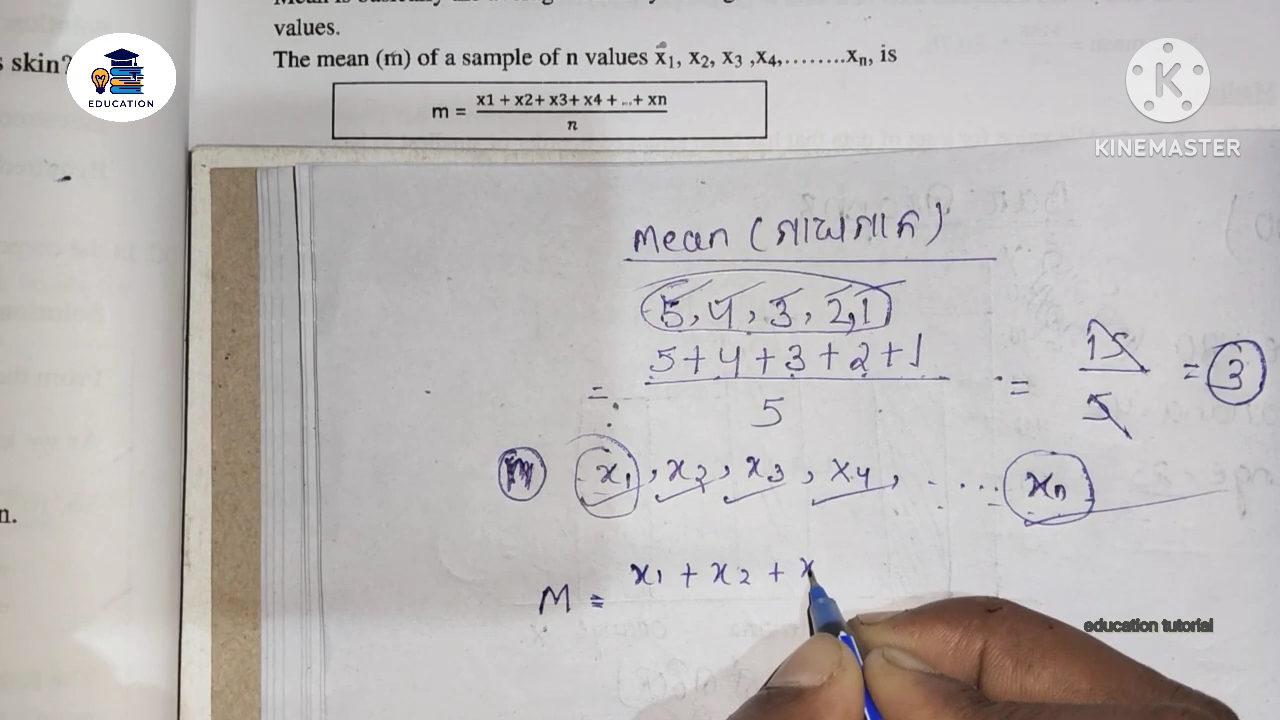 values.
s skin?
EDUCATION
The mean (m) of a sample of n values x1, x2, x3 ,x4,........xn, is
m = x1 + x2+ x3+ x4 + ...+ xn
n
KINEMASTER
Mean (
5, 4, 3, 2, 1
= 5+4+3+2+1 = 15 = 3
5 5
m x1, x2, x3, x4, .... xn
n.
M = x1 + x2 + x
education tutorial